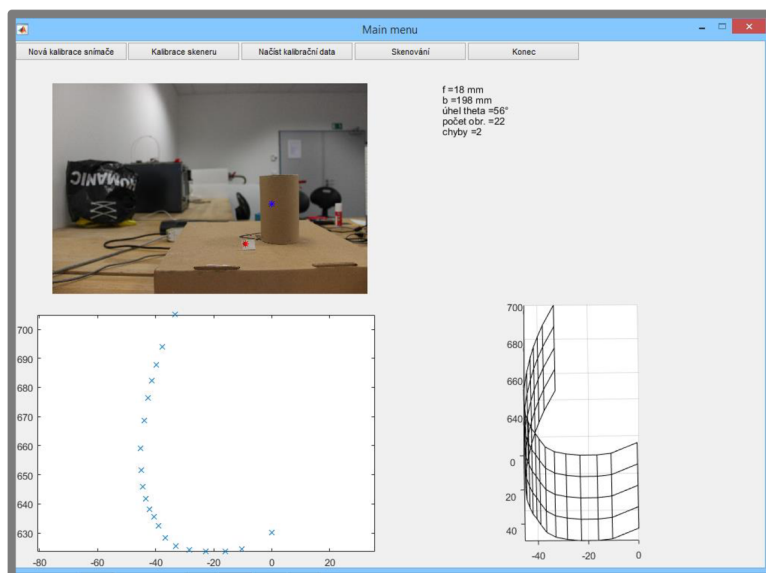 Main menu
Nová kalibrace snímače Kalibrace skeneru Načíst kalibrační data Skenování Konec
f =18 mm
b =198 mm
úhel theta =56°
počet obr. =22
chyby =2
HUMANIC
700
690
680
670
660
650
640
630
-80 -60 -40 -20 0 20
700
680
660
640
0
20
40
-40 -20 0